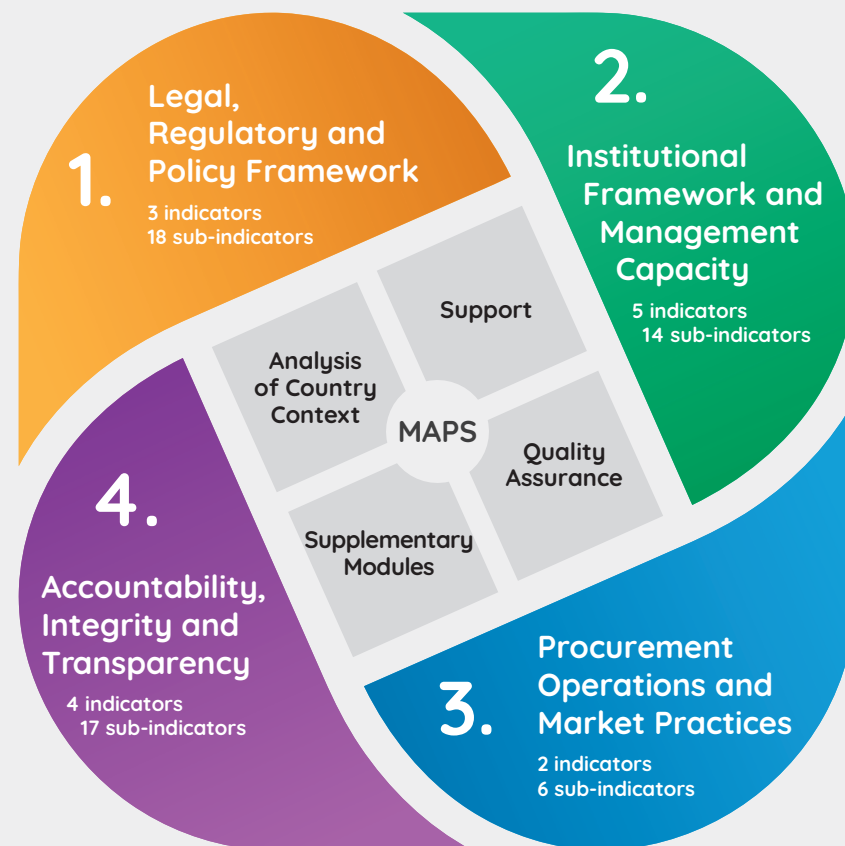 1.
Legal,
Regulatory and
Policy Framework
3 indicators
18 sub-indicators
2.
Institutional
Framework and
Management
Capacity
5 indicators
14 sub-indicators
Analysis
of Country
Context
Support
MAPS
Quality
Assurance
Supplementary
Modules
3.
Procurement
Operations and
Market Practices
2 indicators
6 sub-indicators
4.
Accountability,
Integrity and
Transparency
4 indicators
17 sub-indicators